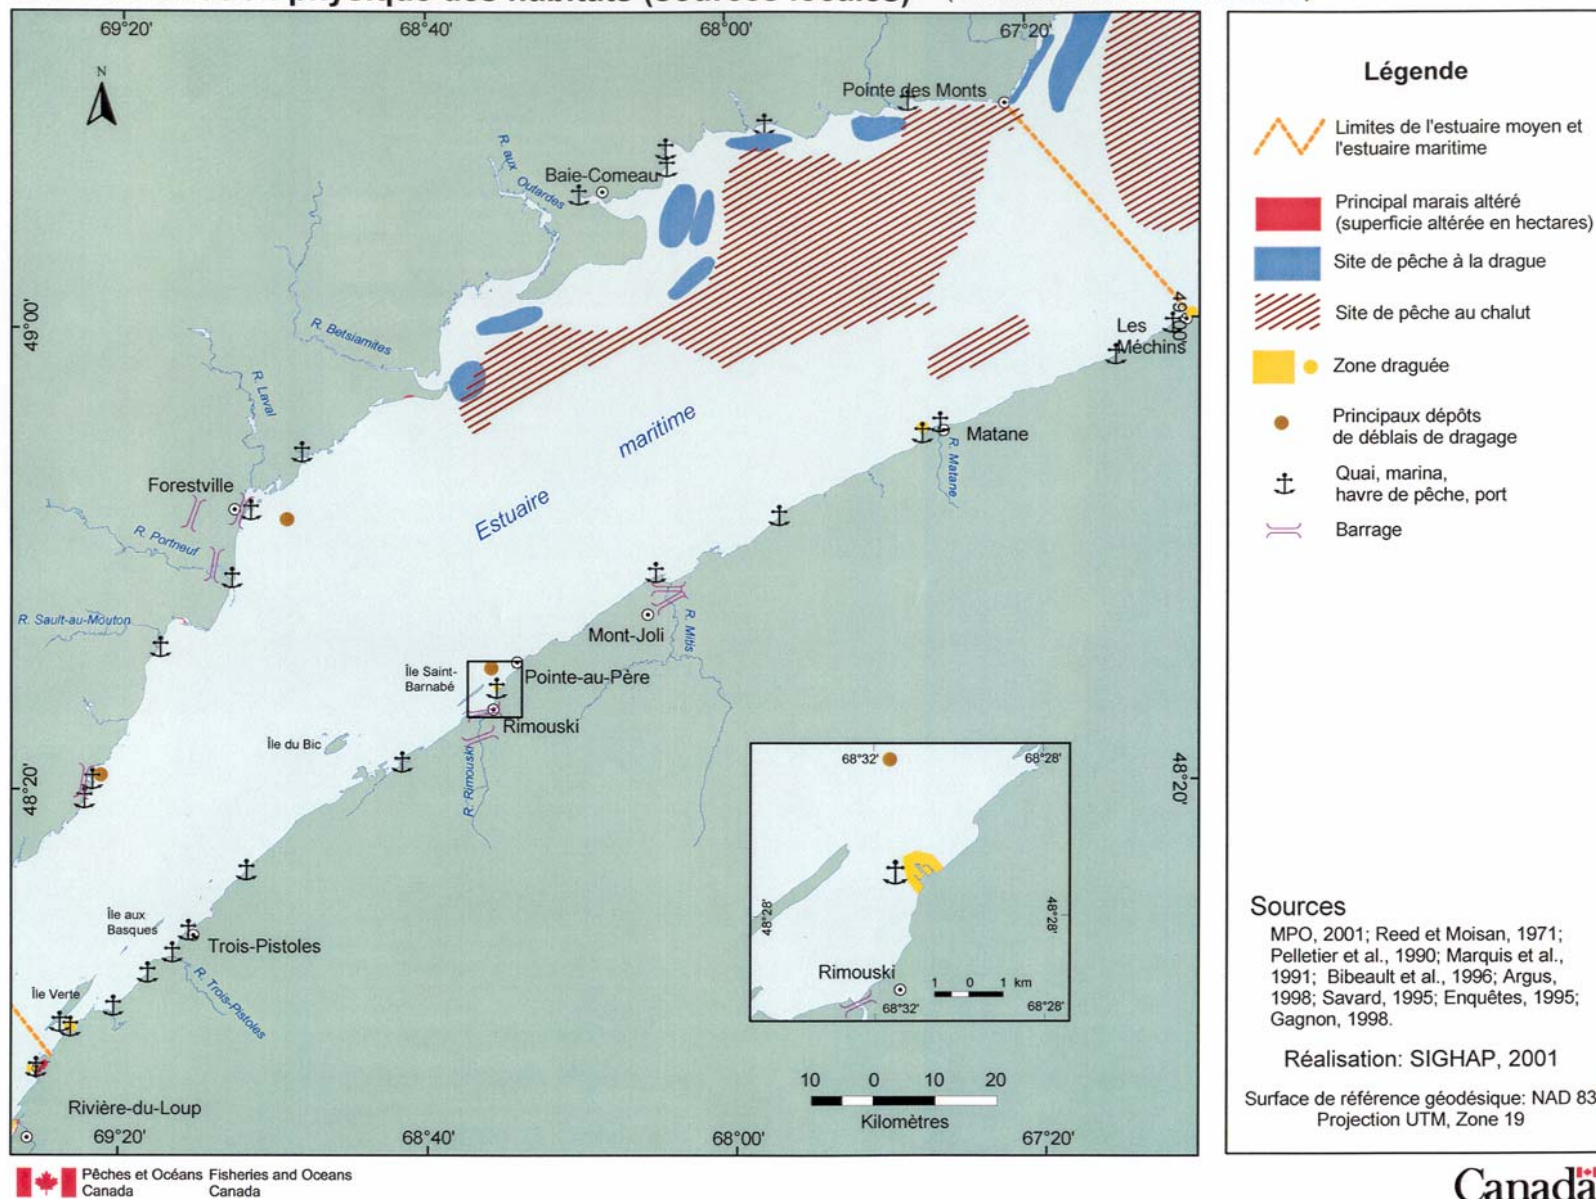 physique des habitats (sources locales)
69°20'
68°40'
68°00'
67°20'
N
Pointe des Monts
R. aux Outardes
Baie-Comeau
49°00'
49°00'
R. Betsiamites
Les
Méchins
R. Laval
maritime
Matane
R. Matane
Forestville
Estuaire
R. Portneuf
R. Sault-au-Mouton
Mont-Joli
R. Mitis
Île Saint-
Barnabé
Pointe-au-Père
Rimouski
Île du Bic
R. Rimouski
48°20'
48°20'
68°32'
68°28'
48°28'
48°28'
Rimouski
1 0 1 km
68°32'
68°28'
Île aux
Basques
Trois-Pistoles
R. Trois-Pistoles
Île Verte
Rivière-du-Loup
10 0 10 20
Kilomètres
69°20'
68°40'
68°00'
67°20'
Légende
Limites de l'estuaire moyen et
l'estuaire maritime
Principal marais altéré
(superficie altérée en hectares)
Site de pêche à la drague
Site de pêche au chalut
Zone draguée
Principaux dépôts
de déblais de dragage
Quai, marina,
havre de pêche, port
Barrage
Sources
MPO, 2001; Reed et Moisan, 1971;
Pelletier et al., 1990; Marquis et al.,
1991; Bibeault et al., 1996; Argus,
1998; Savard, 1995; Enquêtes, 1995;
Gagnon, 1998.
Réalisation: SIGHAP, 2001
Surface de référence géodésique: NAD 83
Projection UTM, Zone 19
Pêches et Océans Fisheries and Oceans
Canada Canada
Canada